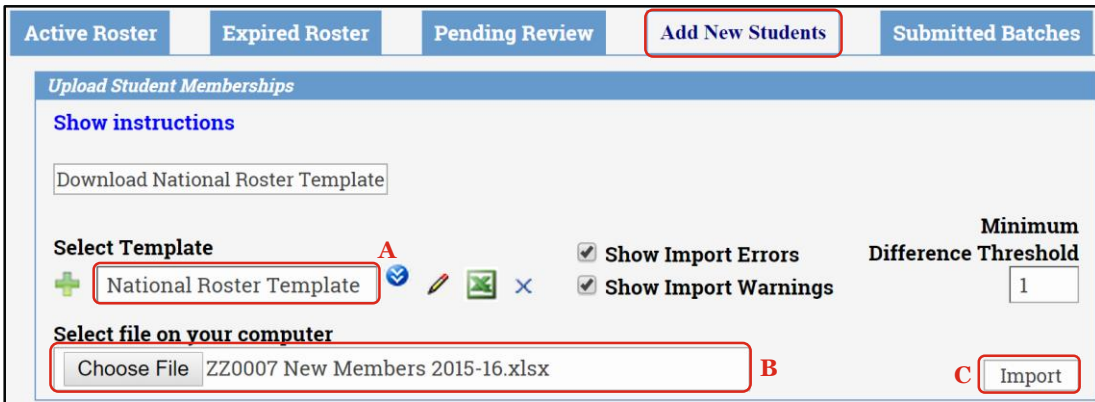 Active Roster Expired Roster Pending Review Add New Students Submitted Batches
Upload Student Memberships
Show instructions
Download National Roster Template
Minimum
Select Template A Show Import Errors Difference Threshold
National Roster Template Show Import Warnings 1
Select file on your computer
Choose File ZZ0007 New Members 2015-16.xlsx B C Import